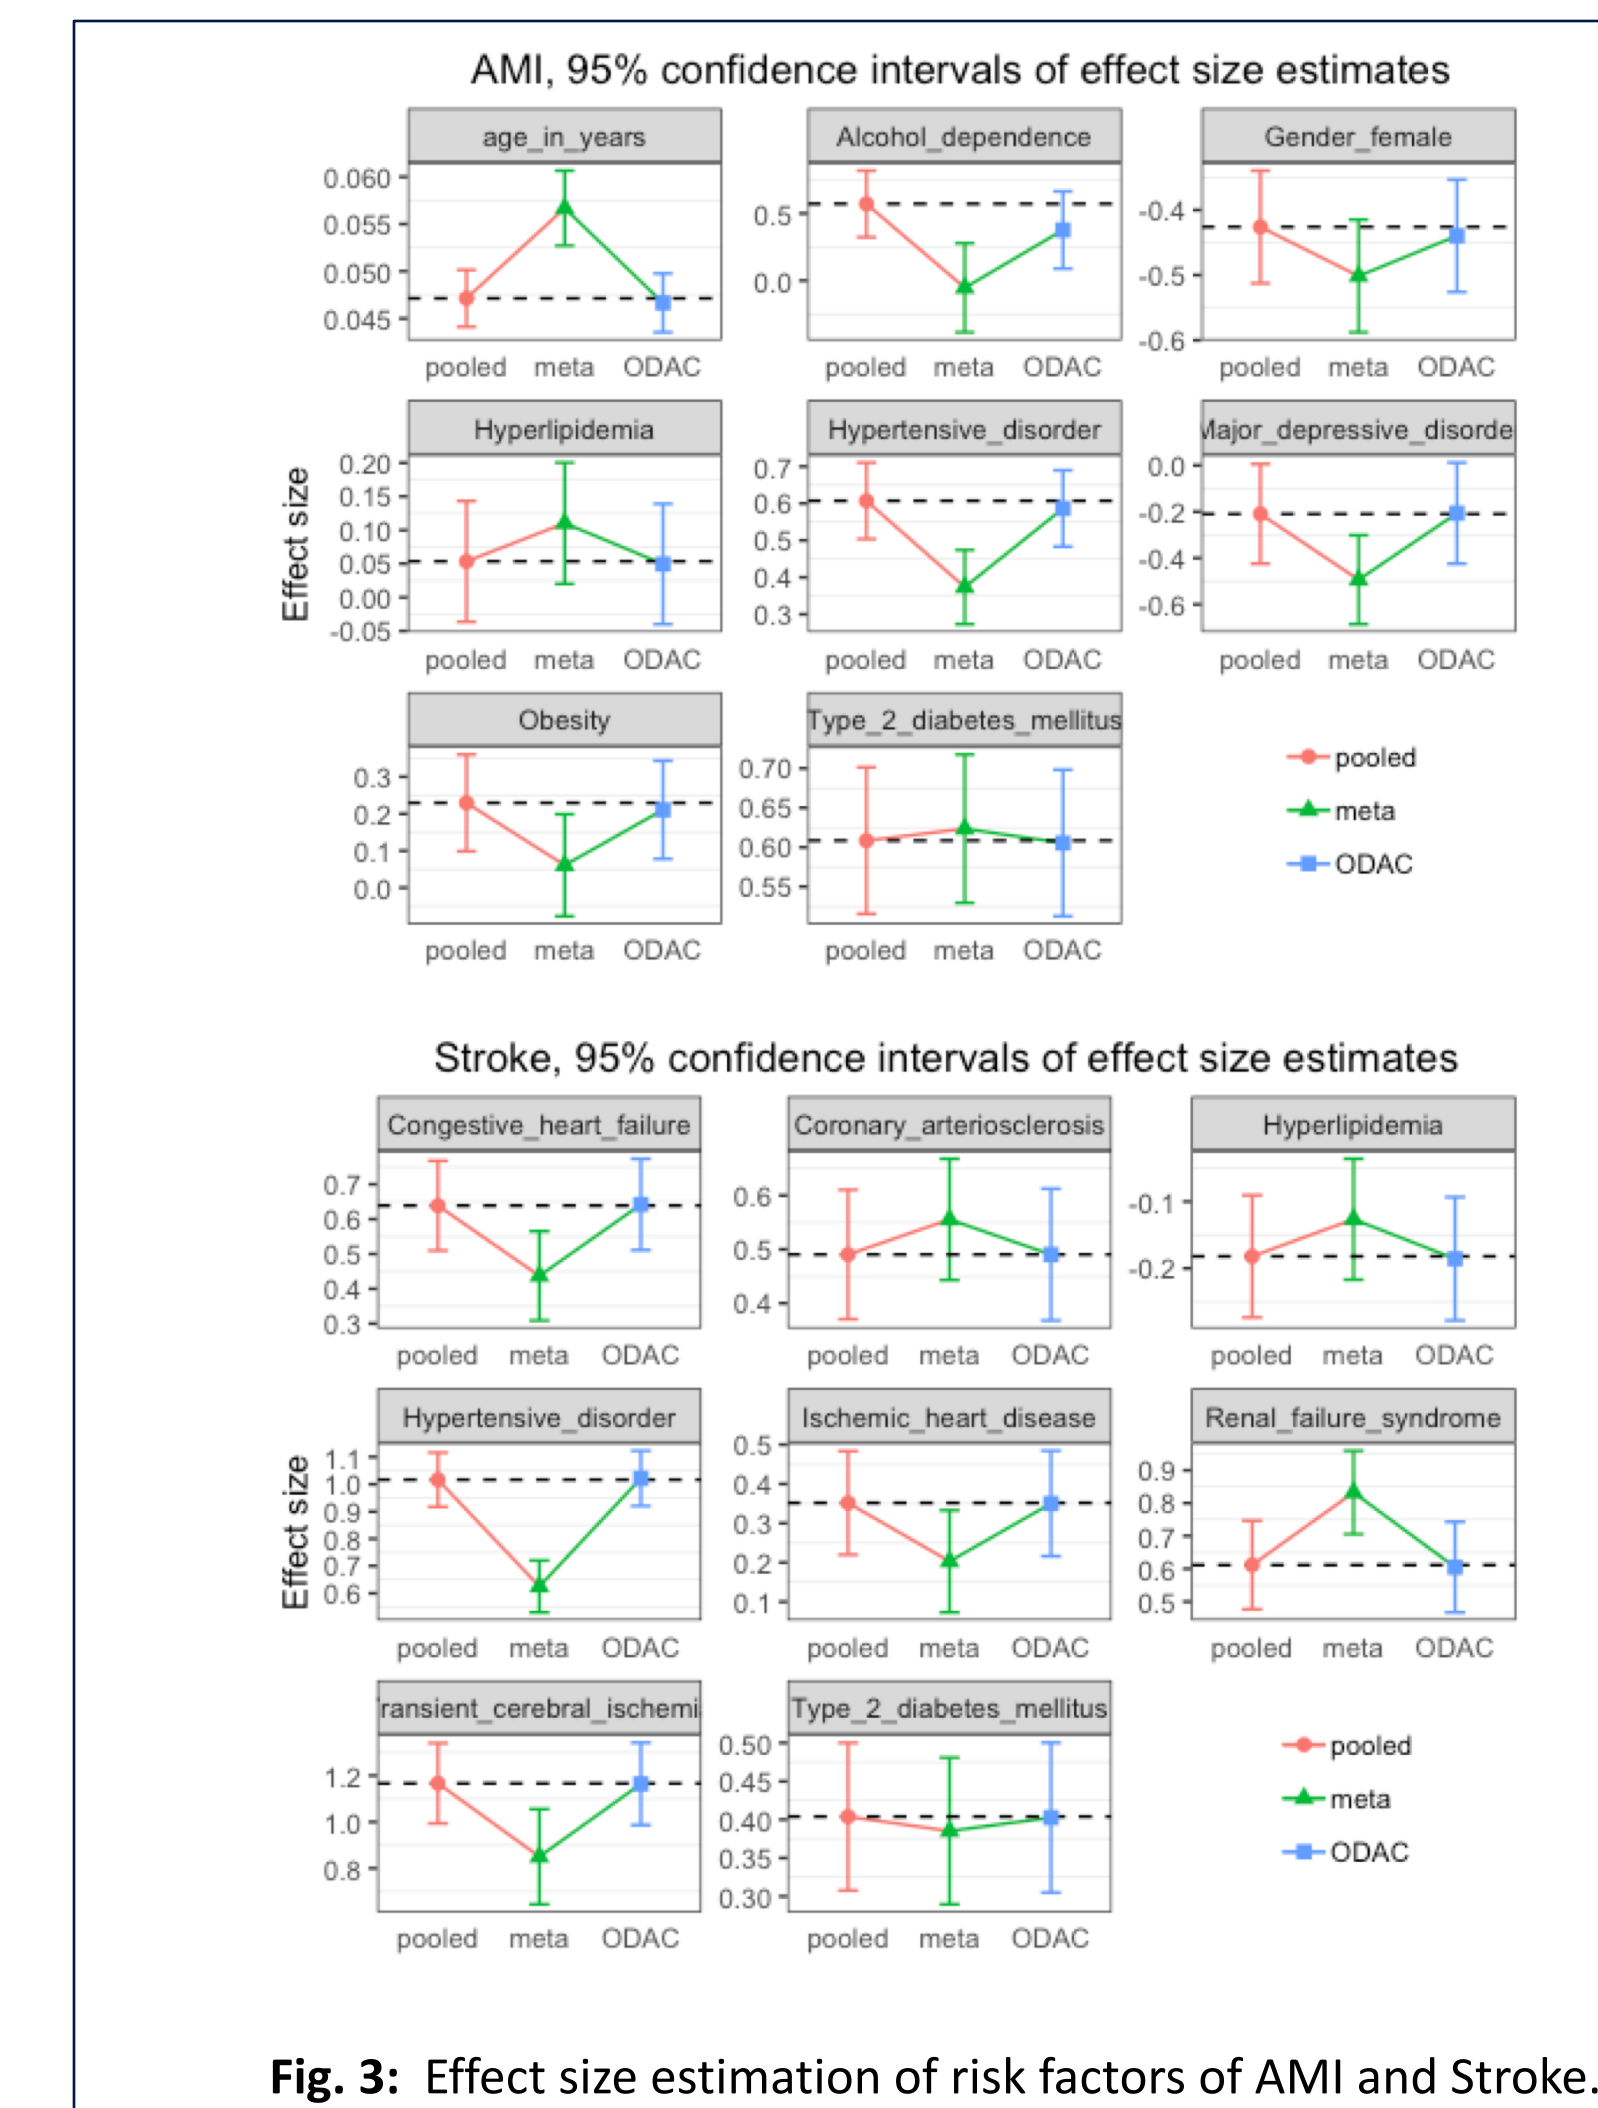 AMI, 95% confidence intervals of effect size estimates
age_in_years Alcohol_dependence Gender_female
0.060
0.055
0.050
0.045
0.5
0.0
-0.4
-0.5
-0.6
pooled meta ODAC pooled meta ODAC pooled meta ODAC
Hyperlipidemia Hypertensive_disorder Major_depressive_disorde
Effect size
0.20
0.15
0.10
0.05
0.00
-0.05
0.7
0.6
0.5
0.4
0.3
0.0
-0.2
-0.4
-0.6
pooled meta ODAC pooled meta ODAC pooled meta ODAC
Obesity Type_2_diabetes_mellitus
0.3
0.2
0.1
0.0
0.70
0.65
0.60
0.55
pooled
meta
ODAC
pooled meta ODAC pooled meta ODAC
Stroke, 95% confidence intervals of effect size estimates
Congestive_heart_failure Coronary_arteriosclerosis Hyperlipidemia
0.7
0.6
0.5
0.4
0.3
0.6
0.5
0.4
-0.1
-0.2
pooled meta ODAC pooled meta ODAC pooled meta ODAC
Hypertensive_disorder Ischemic_heart_disease Renal_failure_syndrome
Effect size
1.1
1.0
0.9
0.8
0.7
0.6
0.5
0.4
0.3
0.2
0.1
0.9
0.8
0.7
0.6
0.5
pooled meta ODAC pooled meta ODAC pooled meta ODAC
ransient_cerebral_ischemi Type_2_diabetes_mellitus
1.2
1.0
0.8
0.50
0.45
0.40
0.35
0.30
pooled
meta
ODAC
pooled meta ODAC pooled meta ODAC
Fig. 3: Effect size estimation of risk factors of AMI and Stroke.